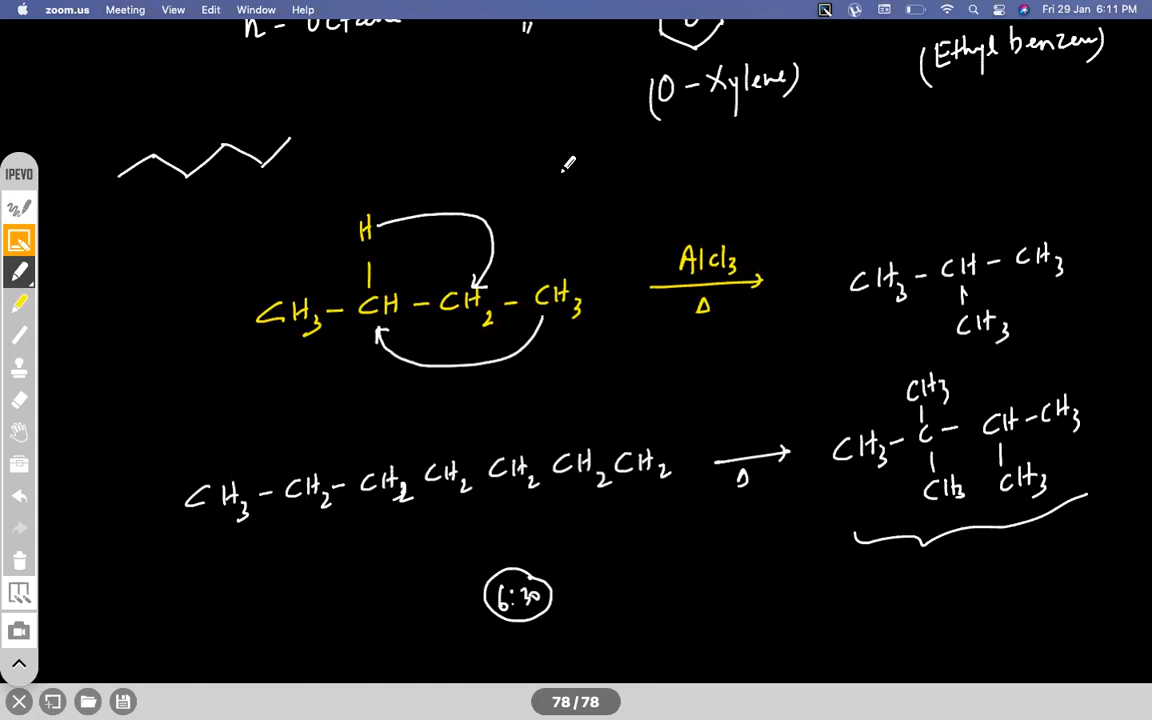 zoom.us Meeting View Edit Window Help Fri 29 Jan 6:11 PM
n - Octane "
(O - Xylene)
(Ethyl benzen)
IPEVO
H
CH3 - CH - CH2 - CH3
AlCl3
Δ
CH3 - CH - CH3
CH3
CH3
CH3 - C - CH - CH3
CH3 CH3
CH3 - CH2 - CH2 CH2 CH2 CH2 CH2
Δ
6:30
78 / 78